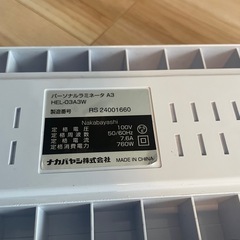 パーソナルラミネータ A3
HEL-03A3W
製造番号 RS 24001660
Nakabayashi
定格電圧 100V
定格周波数 50/60Hz
定格電流 7.6A
定格消費電力 760W
ナカバヤシ株式会社 MADE IN CHINA